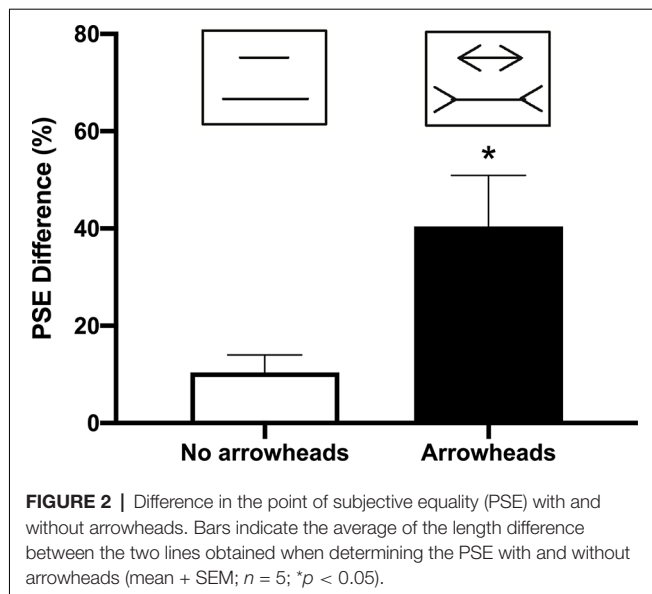 80
60
40
20
0
PSE Difference (%)
*
No arrowheads
Arrowheads
FIGURE 2 | Difference in the point of subjective equality (PSE) with and
without arrowheads. Bars indicate the average of the length difference
between the two lines obtained when determining the PSE with and without
arrowheads (mean + SEM; n = 5; *p < 0.05).